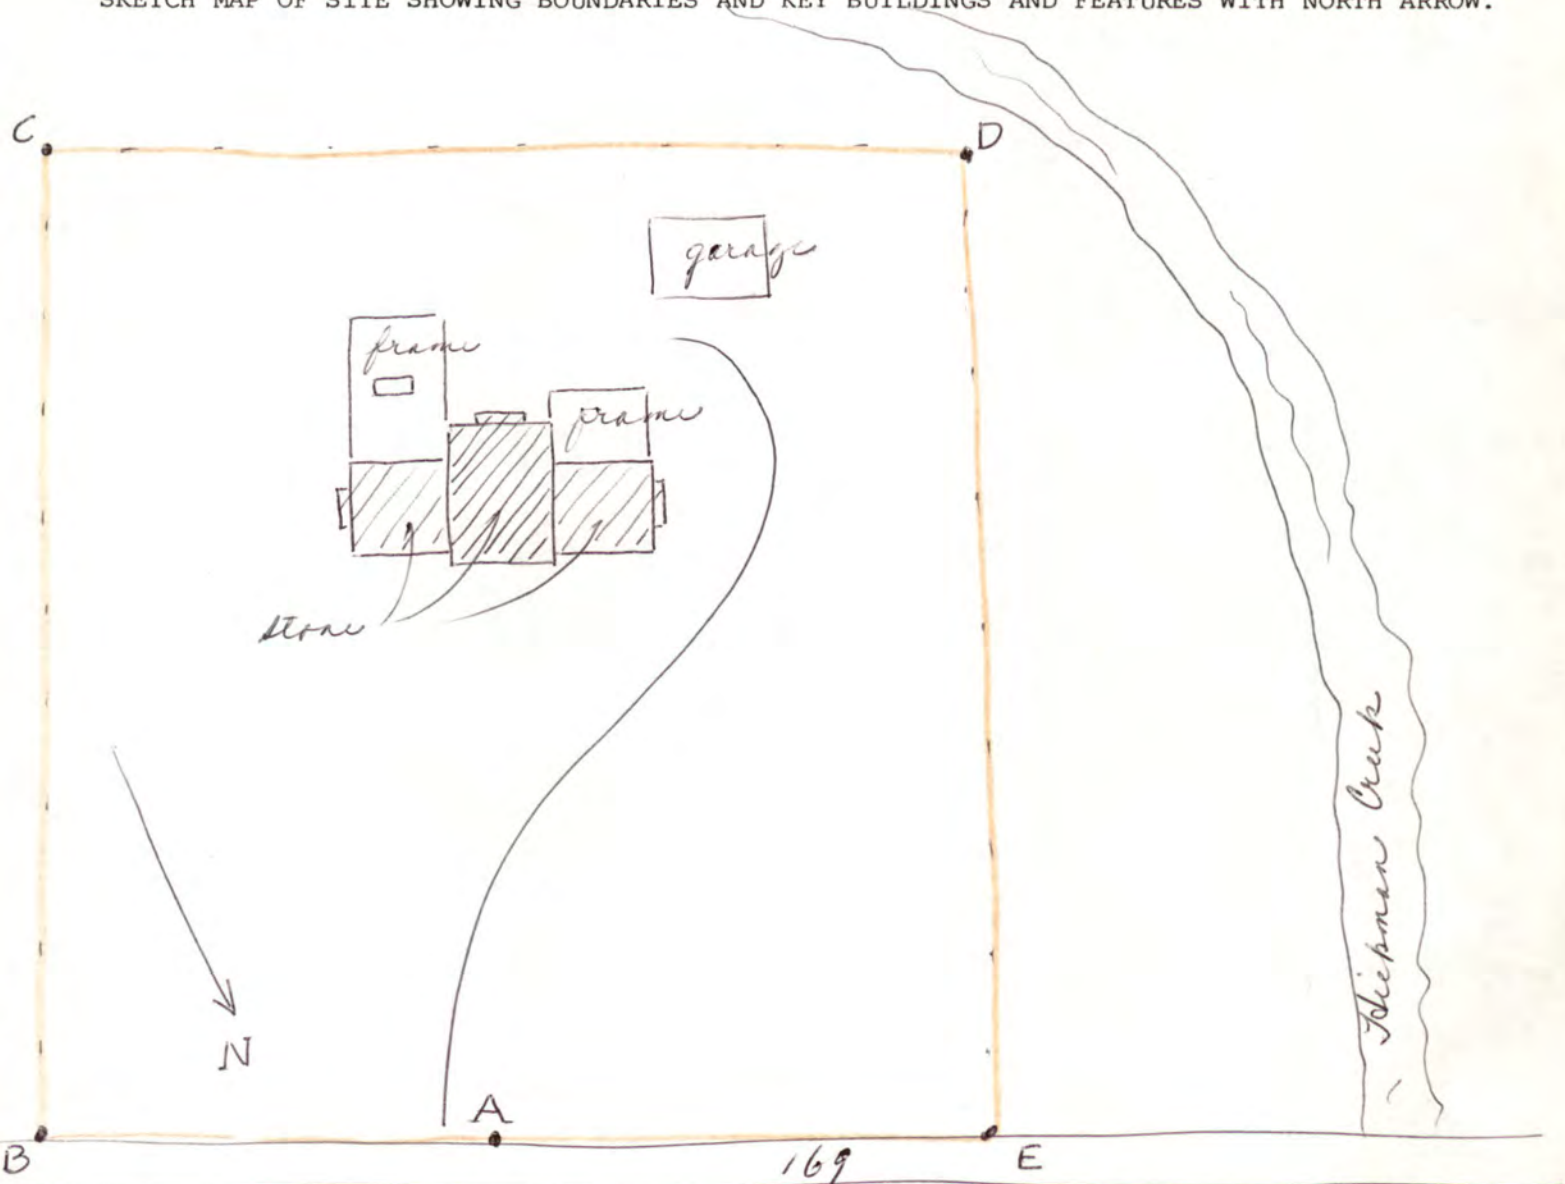 SKETCH MAP OF SITE SHOWING BOUNDARIES AND KEY BUILDINGS AND FEATURES WITH NORTH ARROW.
C
D
garage
frame
frame
stone
Hickman Creek
N
A
B
169
E